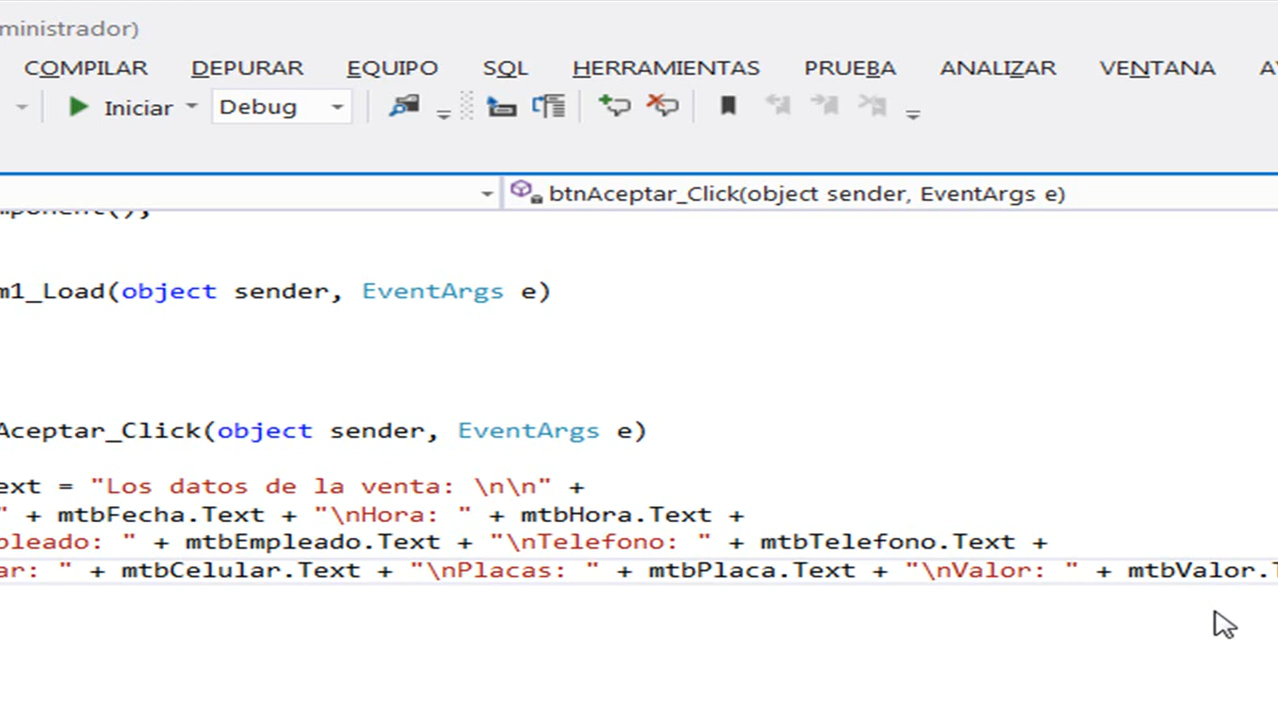 ministrador)
COMPILAR DEPURAR EQUIPO SQL HERRAMIENTAS PRUEBA ANALIZAR VENTANA
Iniciar Debug
btnAceptar_Click(object sender, EventArgs e)
mponent();
m1_Load(object sender, EventArgs e)
Aceptar_Click(object sender, EventArgs e)
ext = "Los datos de la venta: \n\n" +
" + mtbFecha.Text + "\nHora: " + mtbHora.Text +
pleado: " + mtbEmpleado.Text + "\nTelefono: " + mtbTelefono.Text +
ar: " + mtbCelular.Text + "\nPlacas: " + mtbPlaca.Text + "\nValor: " + mtbValor.T